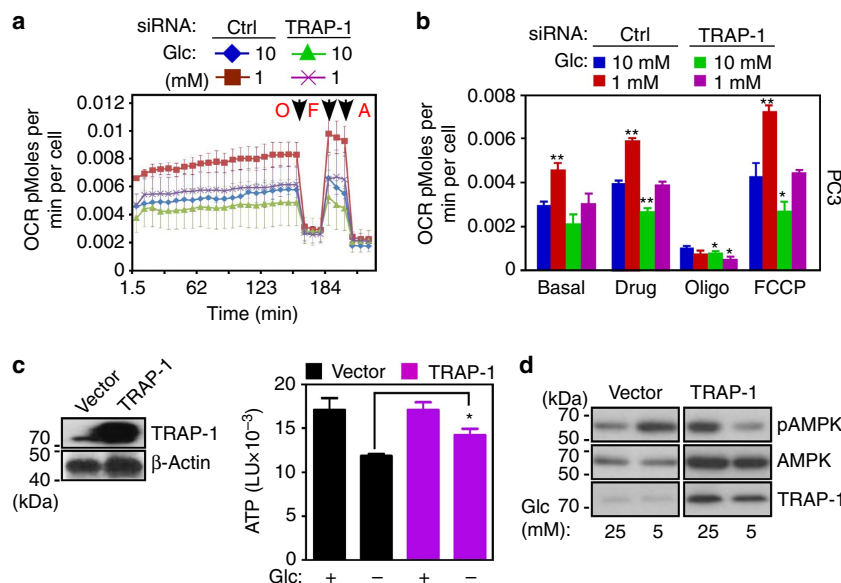 a
siRNA: Ctrl TRAP-1
Glc: 10 10
(mM) 1 1
OCR pMoles per
min per cell
0.012
0.01
0.008
0.006
0.004
0.002
0
O F A
1.5 62 123 184
Time (min)
b
siRNA: Ctrl TRAP-1
Glc: 10 mM 10 mM
1 mM 1 mM
OCR pMoles per
min per cell
0.008
0.006
0.004
0.002
0
** ** ** * * ** *
Basal Drug Oligo FCCP
PC3
c
Vector TRAP-1
70 TRAP-1
50
40 β-Actin
(kDa)
Vector TRAP-1
ATP (LU×10⁻³)
20
15
10
5
0
*
Glc: + – + –
d
(kDa) Vector TRAP-1
70
50 pAMPK
70
50 AMPK
70 TRAP-1
Glc
(mM): 25 5 25 5